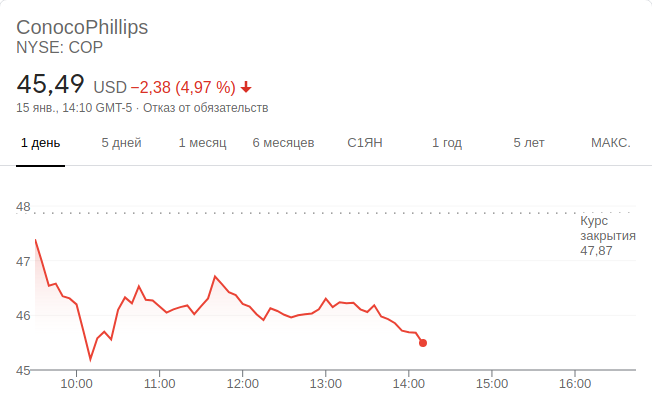 ConocoPhillips
NYSE: COP
45,49 USD −2,38 (4,97 %)
15 янв., 14:10 GMT-5 · Отказ от обязательств
1 день 5 дней 1 месяц 6 месяцев С1ЯН 1 год 5 лет МАКС.
48
Курс
закрытия
47,87
47
46
45
10:00 11:00 12:00 13:00 14:00 15:00 16:00